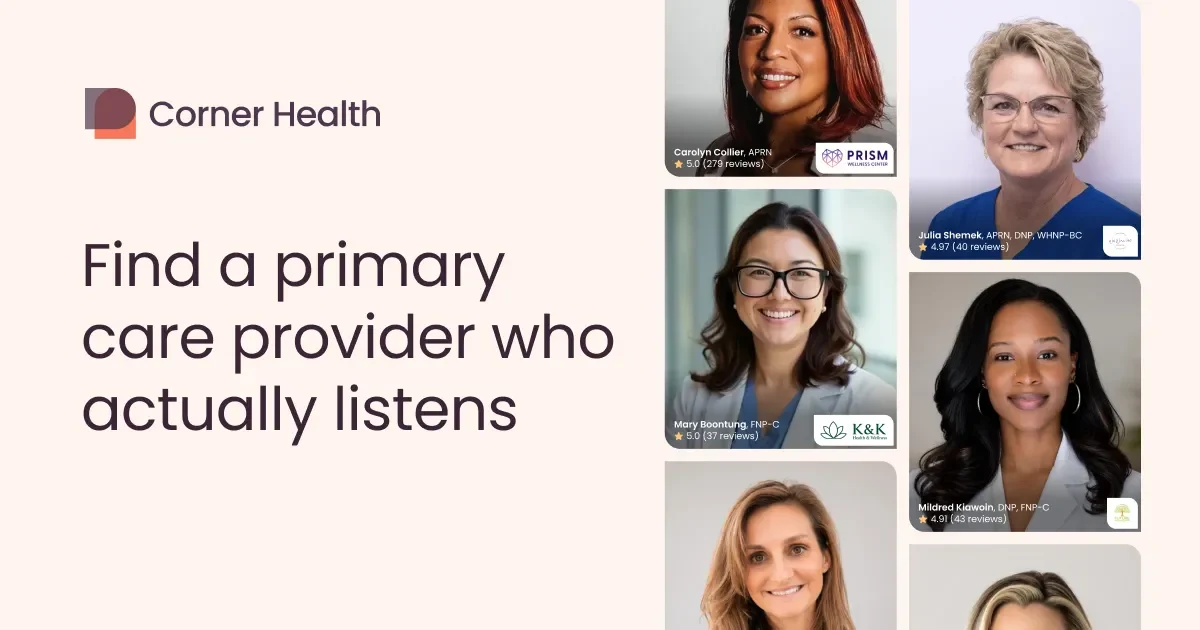 Corner Health
Find a primary
care provider who
actually listens
Carolyn Collier, APRN
5.0 (279 reviews)
PRISM
WELLNESS CENTER
Julia Shemek, APRN, DNP, WHNP-BC
4.97 (40 reviews)
Mary Boontung, FNP-C
5.0 (37 reviews)
K&K
Health & Wellness
Mildred Kiawoin, DNP, FNP-C
4.91 (43 reviews)